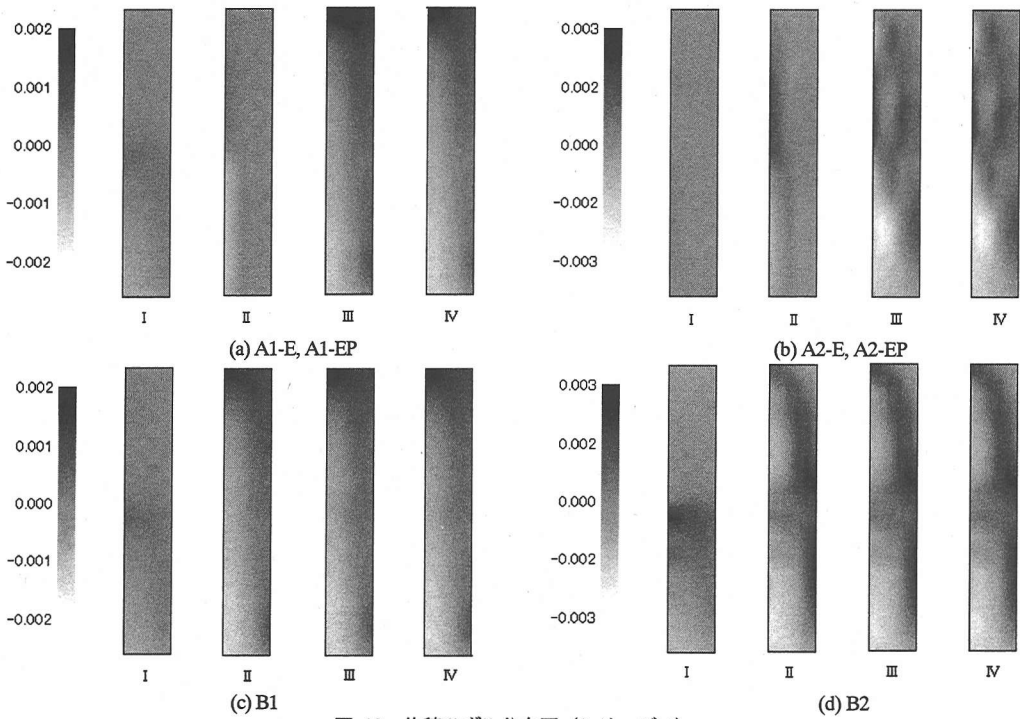 0.002
0.001
0.000
-0.001
-0.002
I
II
III
IV
(a) A1-E, A1-EP
0.003
0.002
0.000
-0.002
-0.003
I
II
III
IV
(b) A2-E, A2-EP
0.002
0.001
0.000
-0.001
-0.002
I
II
III
IV
(c) B1
0.003
0.002
0.000
-0.002
-0.003
I
II
III
IV
(d) B2